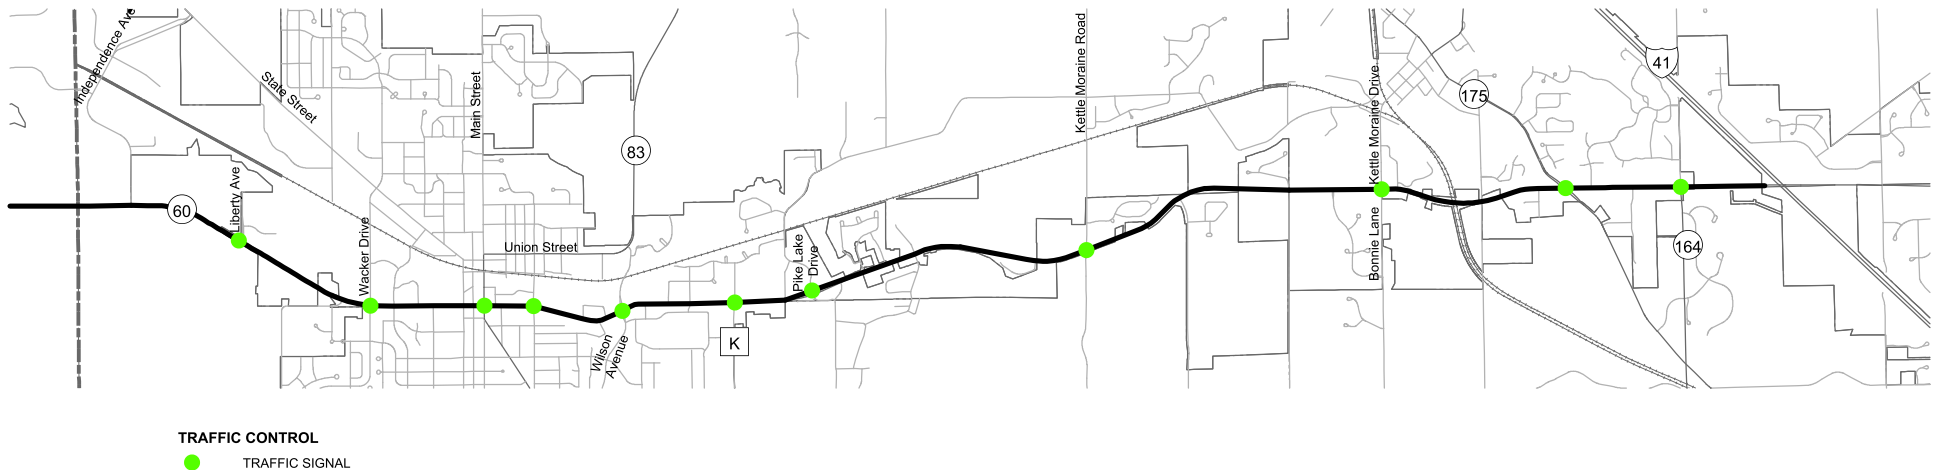 Independence Ave
State Street
Main Street
Kettle Moraine Road
Kettle Moraine Drive
41
175
83
60
Liberty Ave
Wacker Drive
Union Street
Pike Lake
Drive
Bonnie Lane
164
Wilson
Avenue
K
TRAFFIC CONTROL
TRAFFIC SIGNAL